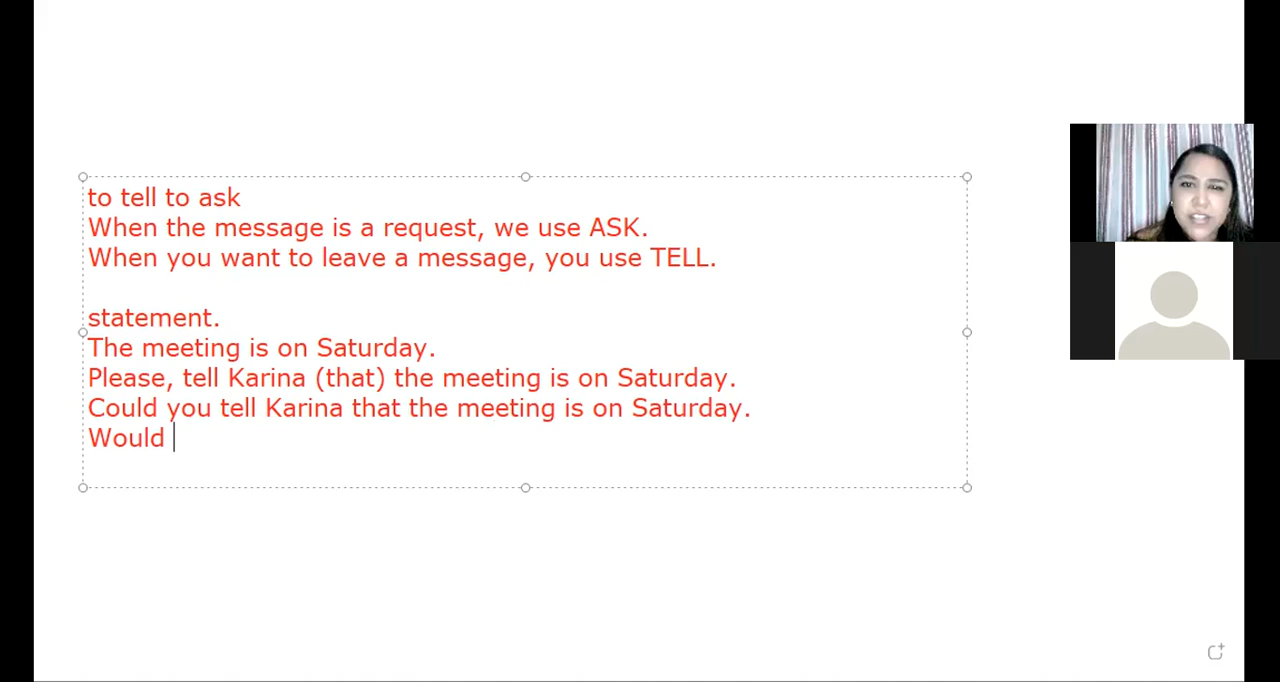 to tell to ask
When the message is a request, we use ASK.
When you want to leave a message, you use TELL.
statement.
The meeting is on Saturday.
Please, tell Karina (that) the meeting is on Saturday.
Could you tell Karina that the meeting is on Saturday.
Would